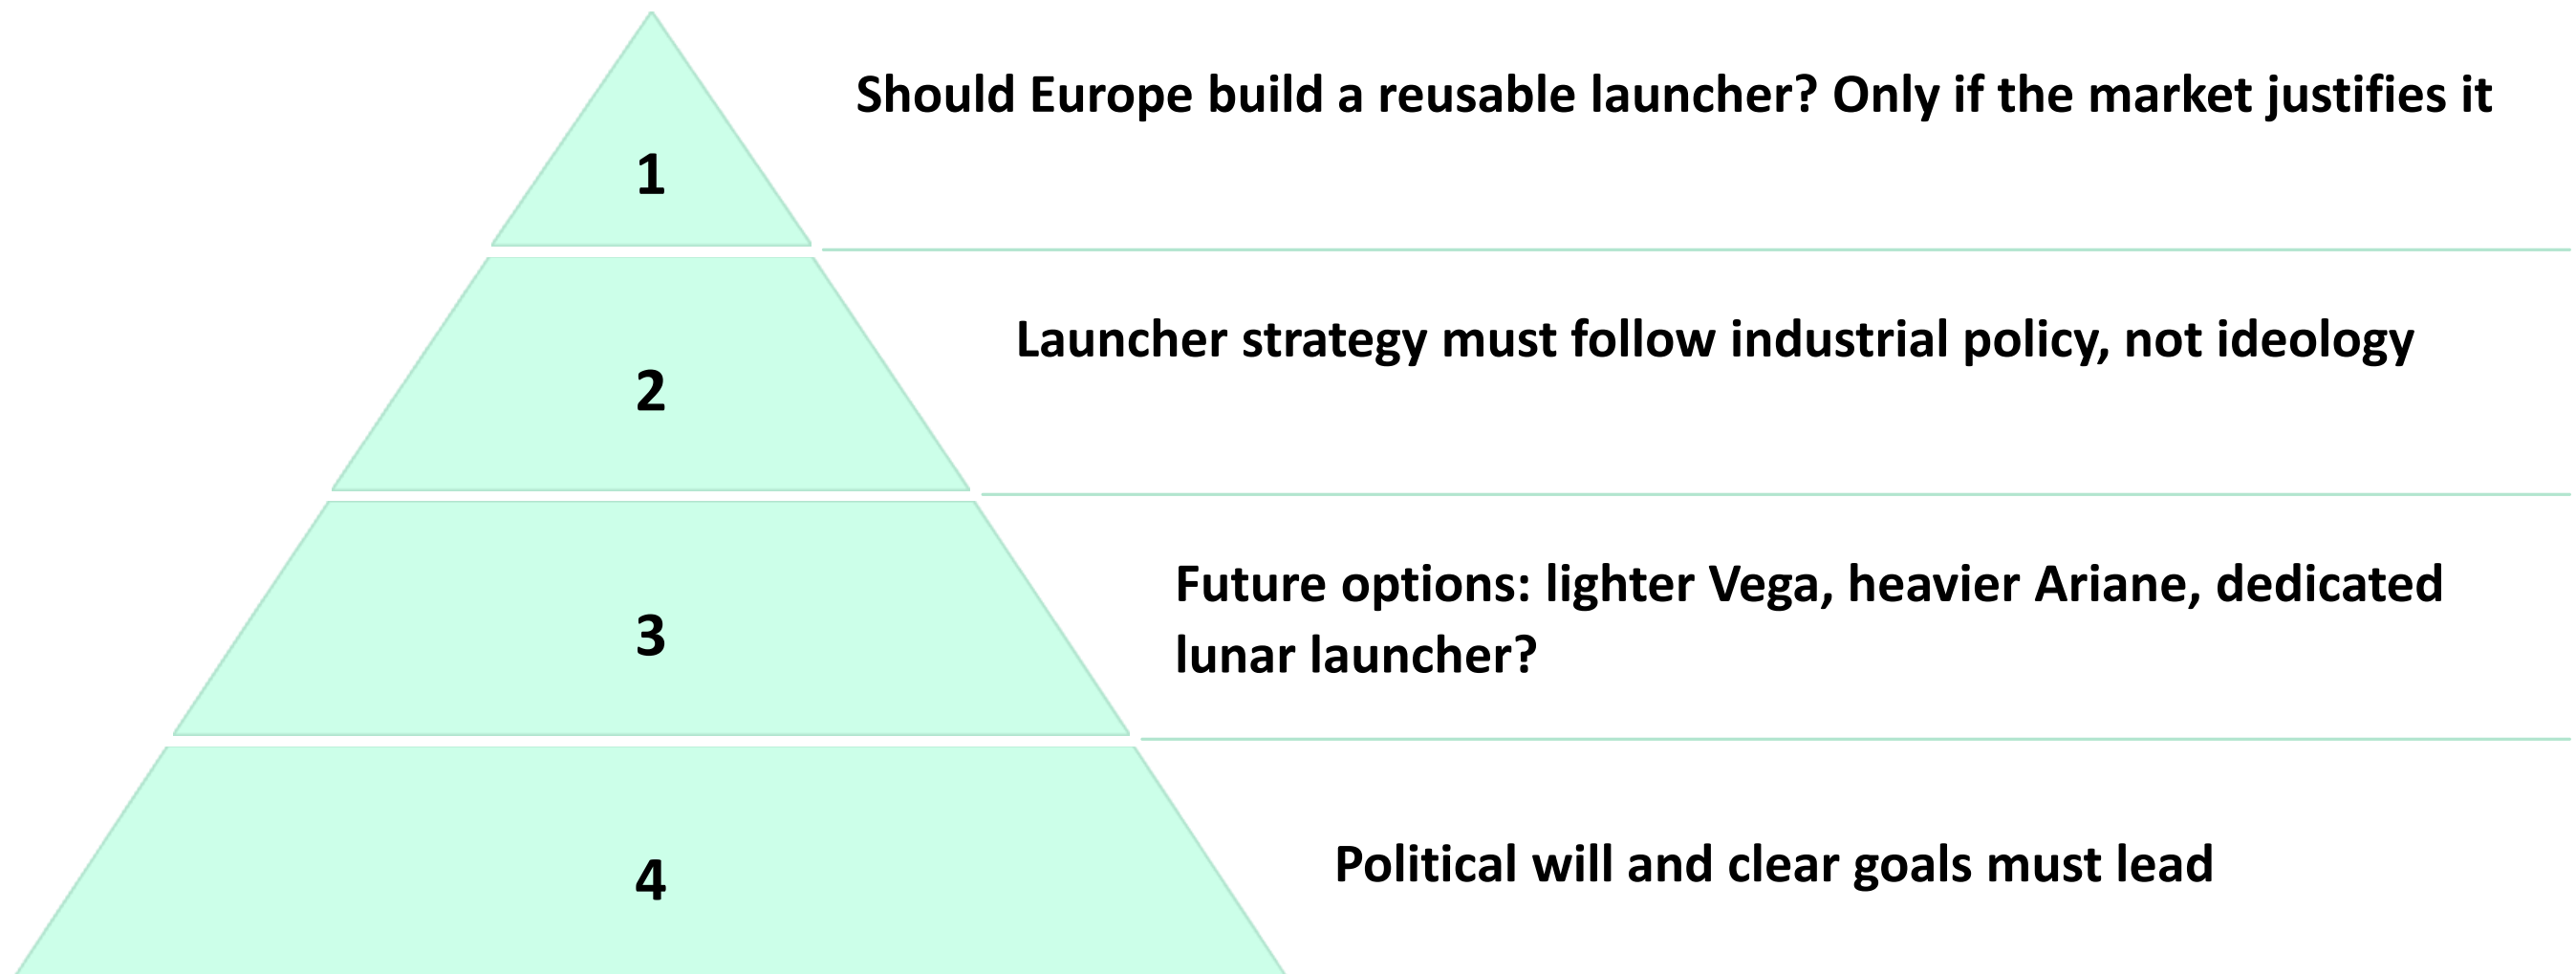 Should Europe build a reusable launcher? Only if the market justifies it
1
Launcher strategy must follow industrial policy, not ideology
2
Future options: lighter Vega, heavier Ariane, dedicated
lunar launcher?
3
Political will and clear goals must lead
4